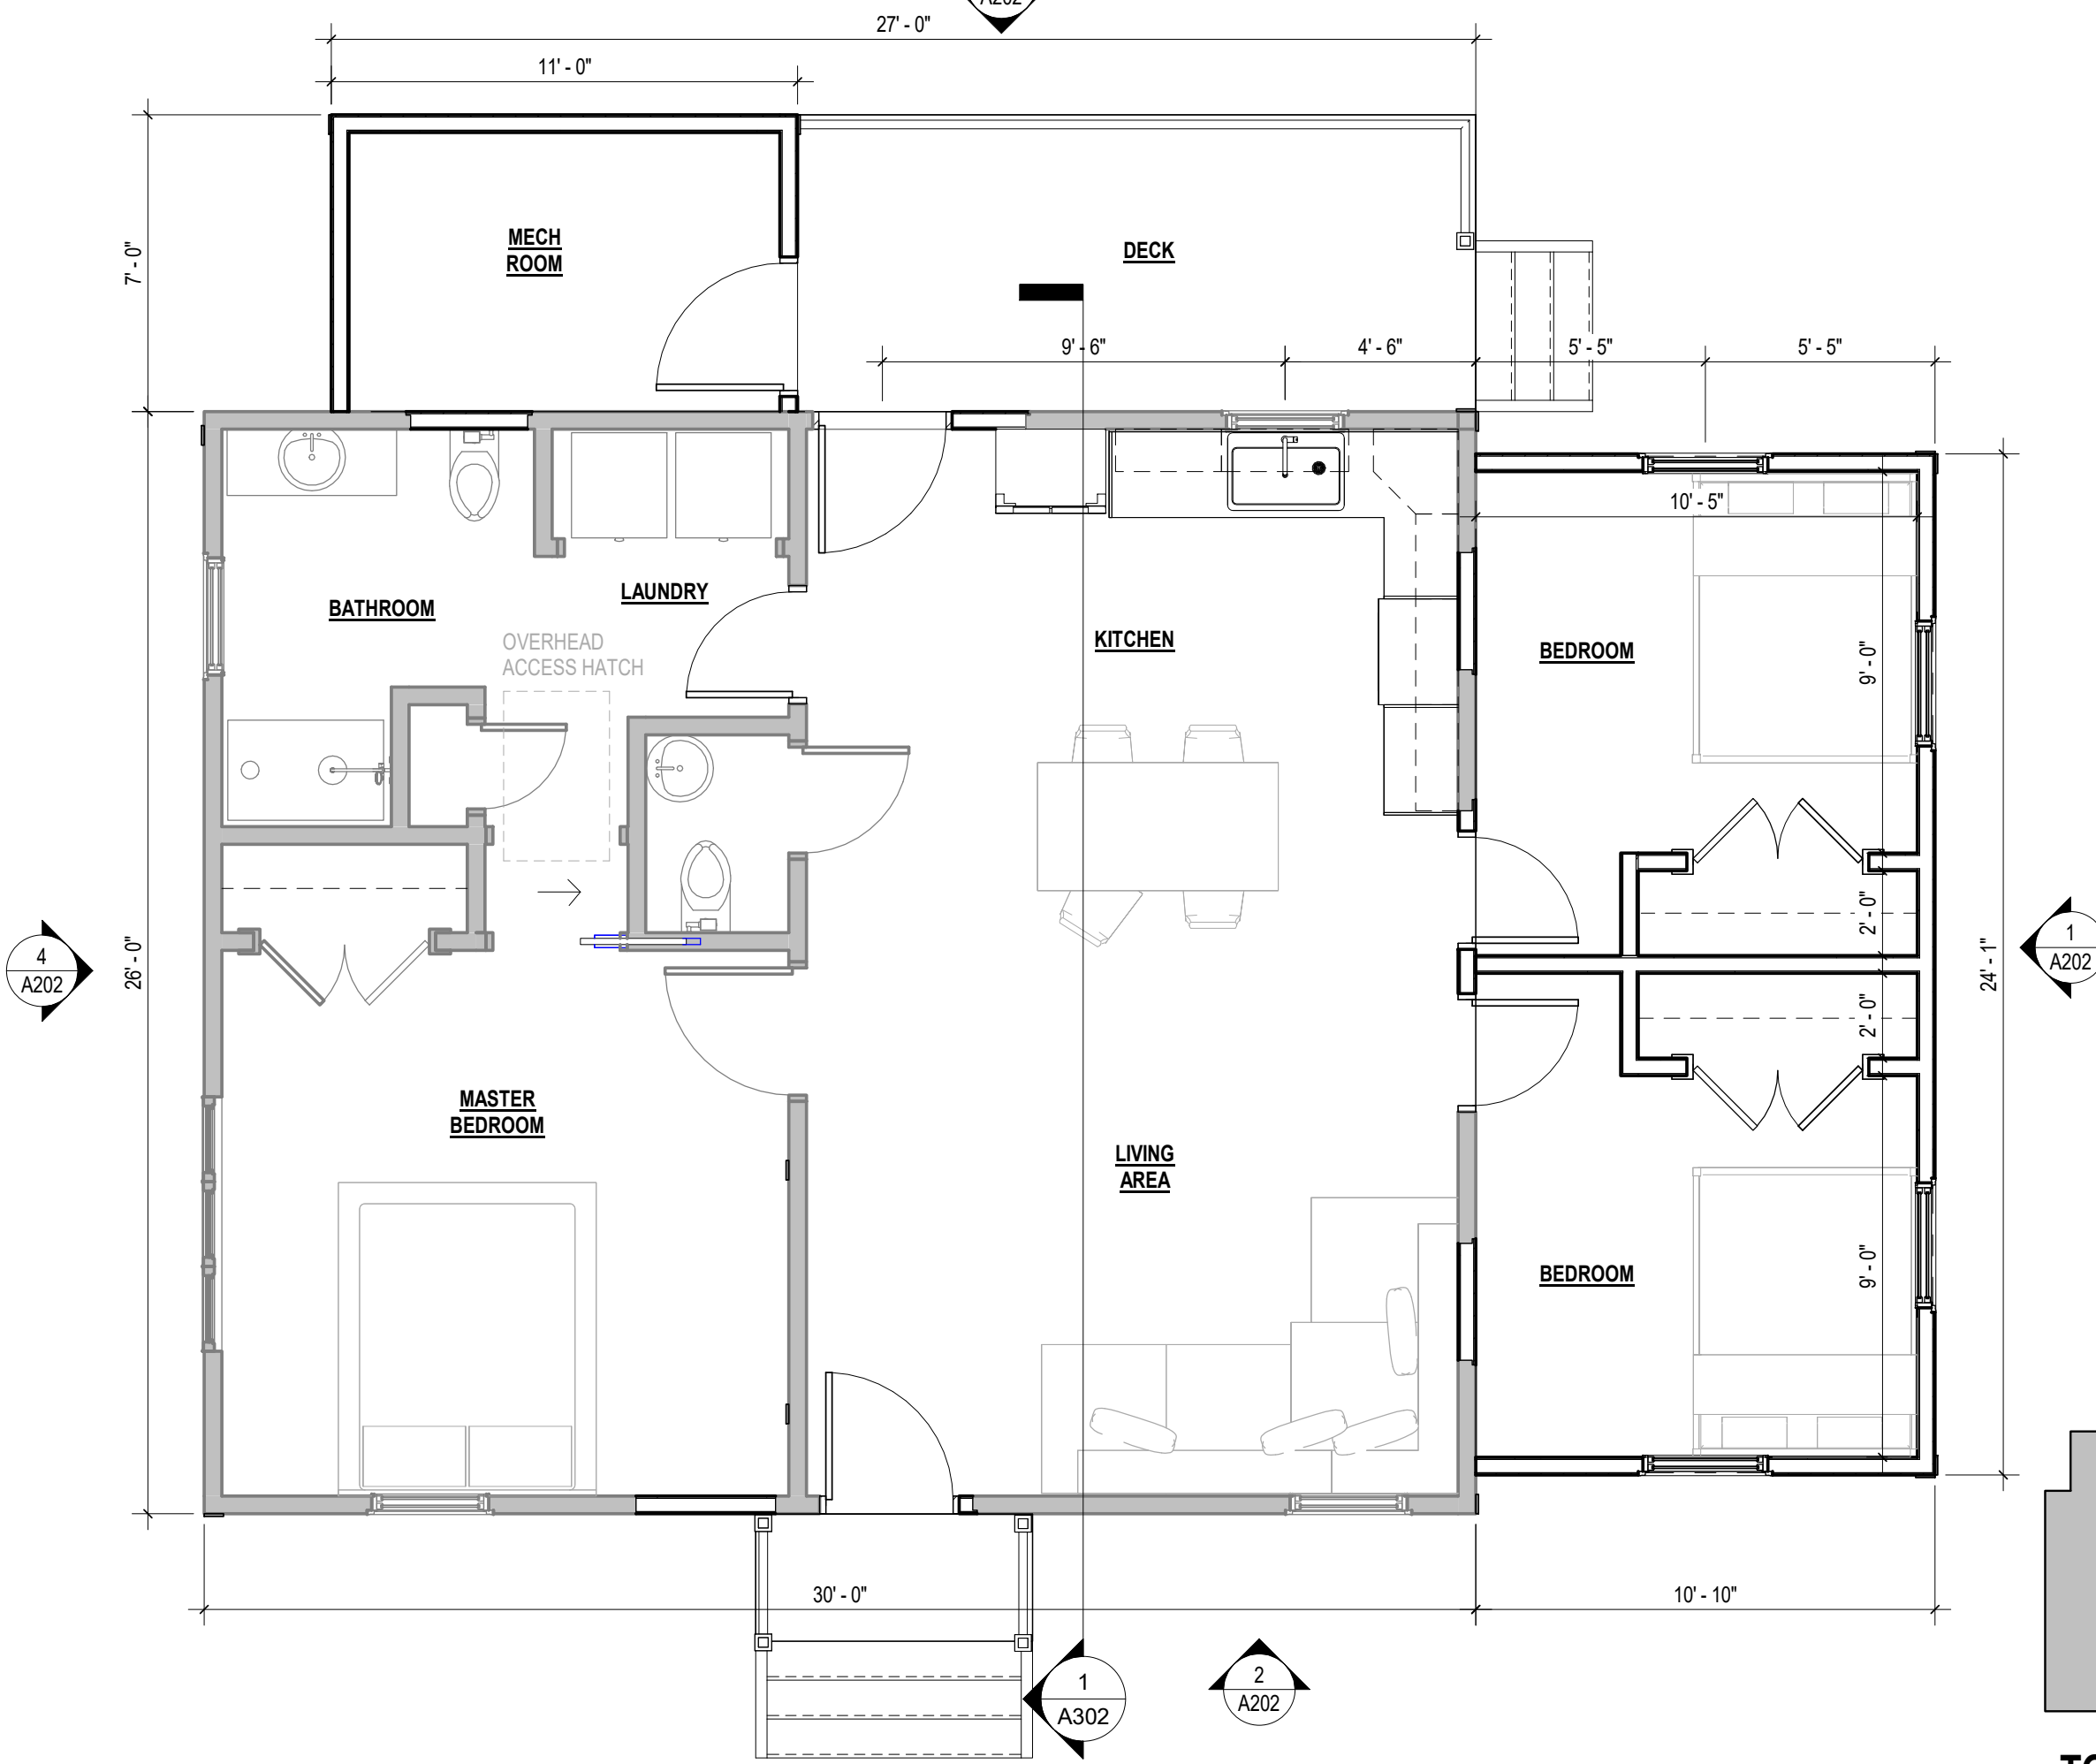 A202
27' - 0"
11' - 0"
7' - 0"
MECH
ROOM
DECK
9' - 6"
4' - 6"
5' - 5"
5' - 5"
10' - 5"
BATHROOM
LAUNDRY
OVERHEAD
ACCESS HATCH
KITCHEN
BEDROOM
9' - 0"
2' - 0"
4
A202
26' - 0"
24' - 1"
1
A202
2' - 0"
MASTER
BEDROOM
LIVING
AREA
BEDROOM
9' - 0"
30' - 0"
10' - 10"
1
A302
2
A202